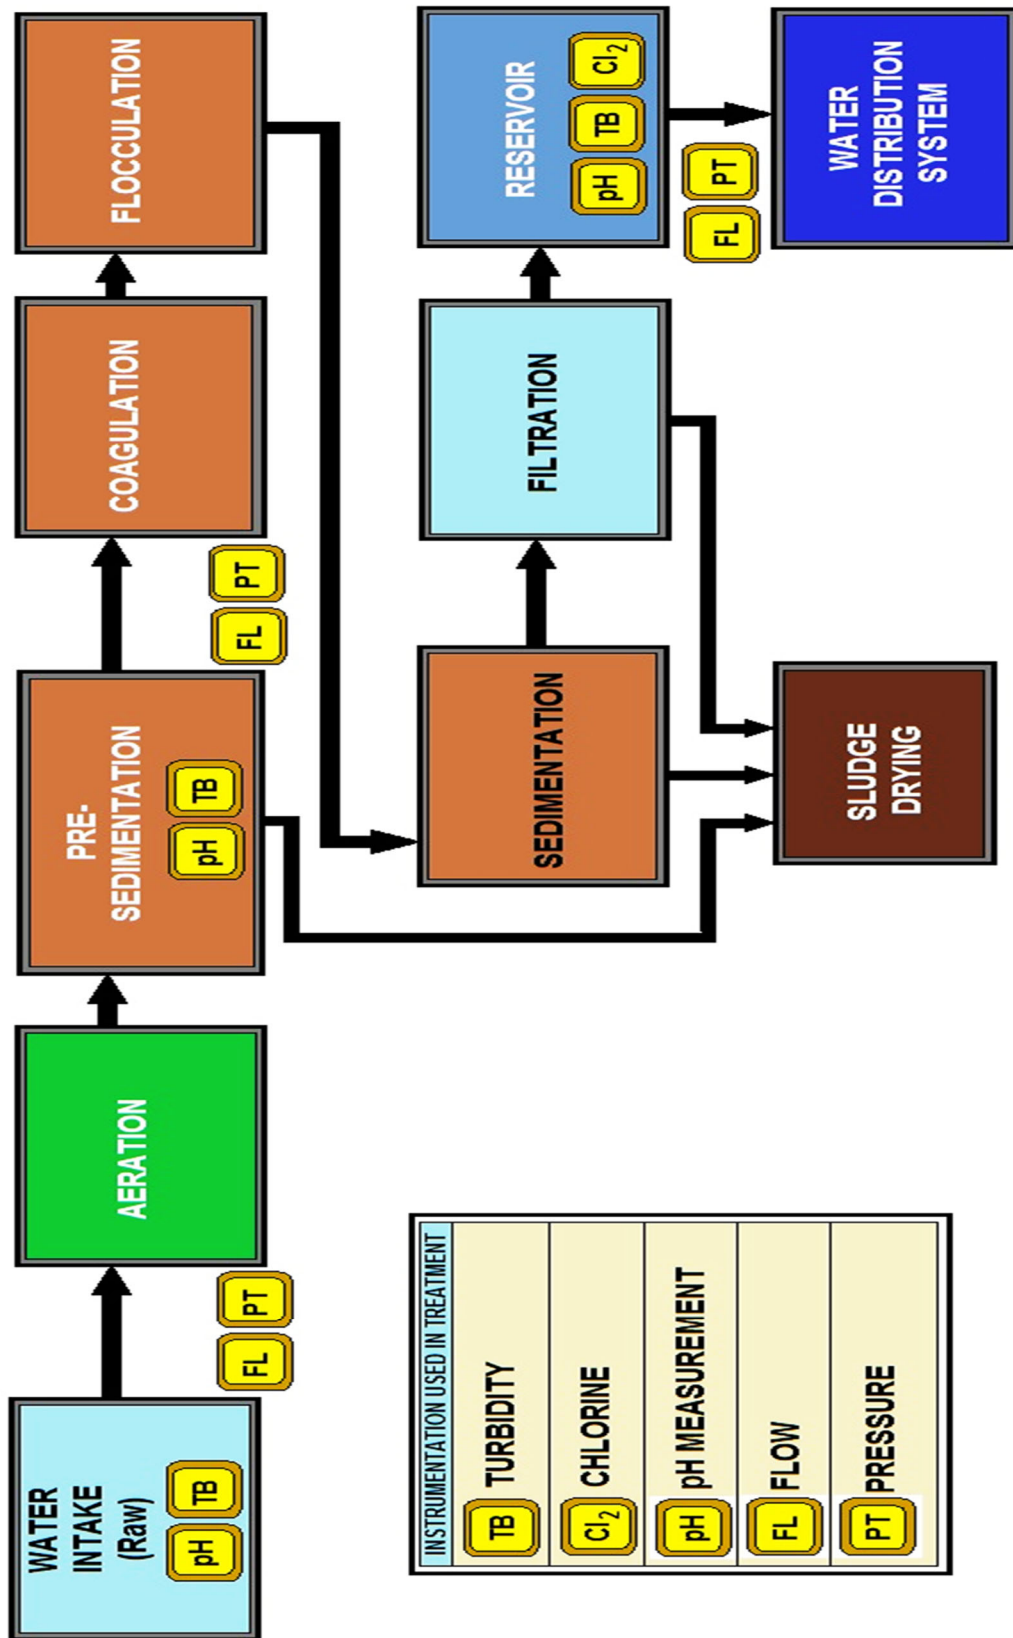 WATER
INTAKE
(Raw)
pH TB
FL PT
AERATION
PRE-
SEDIMENTATION
pH TB
FL PT
COAGULATION
FLOCCULATION
SEDIMENTATION
FILTRATION
RESERVOIR
pH TB Cl₂
FL PT
WATER
DISTRIBUTION
SYSTEM
SLUDGE
DRYING
INSTRUMENTATION USED IN TREATMENT
TB TURBIDITY
Cl₂ CHLORINE
pH pH MEASUREMENT
FL FLOW
PT PRESSURE